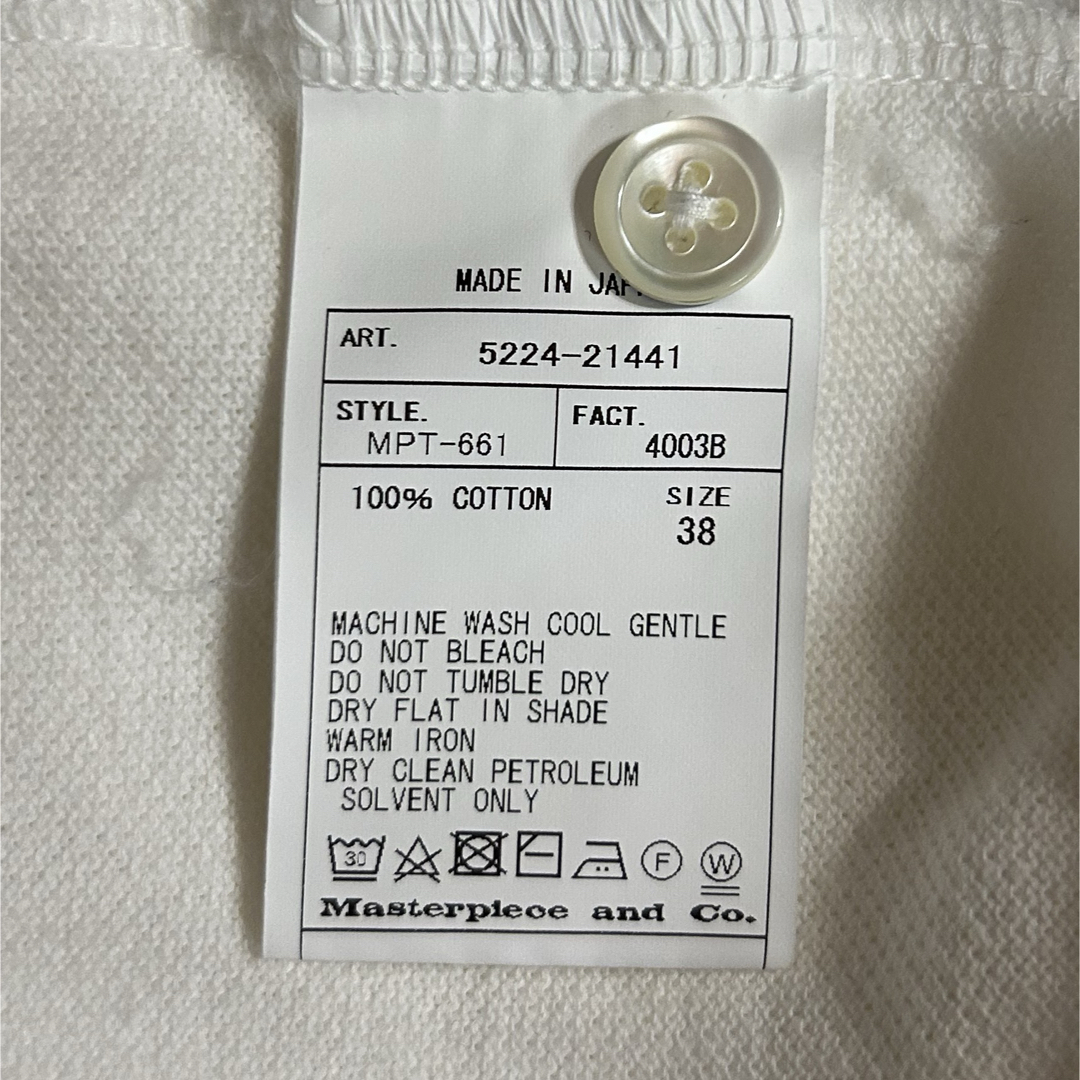 MADE IN
ART.
5224-21441
STYLE.
MPT-661
FACT.
4003B
100% COTTON
SIZE
38
MACHINE WASH COOL GENTLE
DO NOT BLEACH
DO NOT TUMBLE DRY
DRY FLAT IN SHADE
WARM IRON
DRY CLEAN PETROLEUM
SOLVENT ONLY
30 F W
Masterpiece and Co.